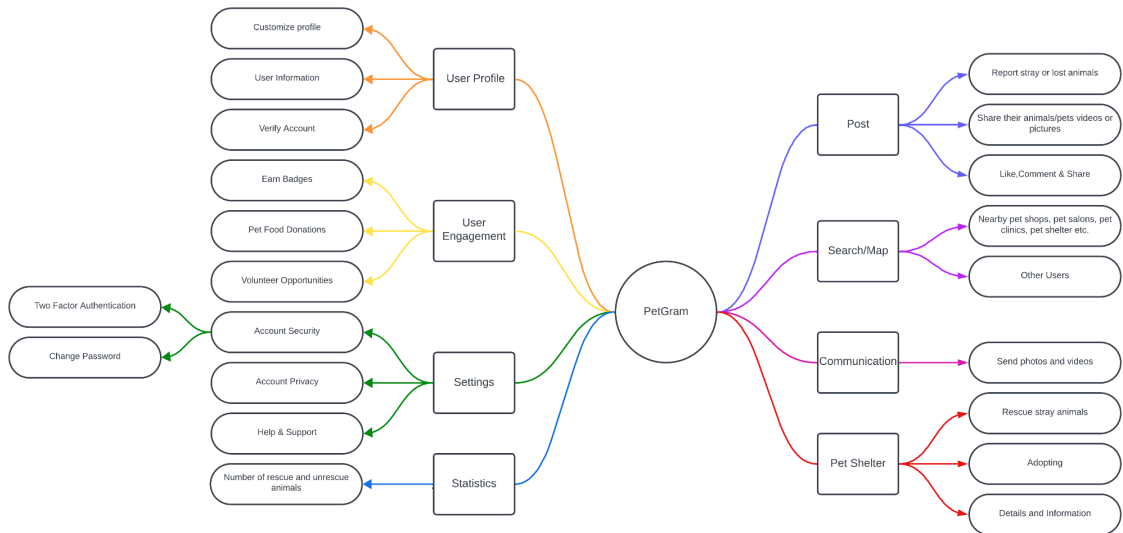 Customize profile
User Information
Verify Account
User Profile
Earn Badges
Pet Food Donations
Volunteer Opportunities
User
Engagement
Two Factor Authentication
Change Password
Account Security
Account Privacy
Help & Support
Settings
Number of rescue and unrescue
animals
Statistics
PetGram
Post
Report stray or lost animals
Share their animals/pets videos or
pictures
Like,Comment & Share
Search/Map
Nearby pet shops, pet salons, pet
clinics, pet shelter etc.
Other Users
Communication
Send photos and videos
Pet Shelter
Rescue stray animals
Adopting
Details and Information